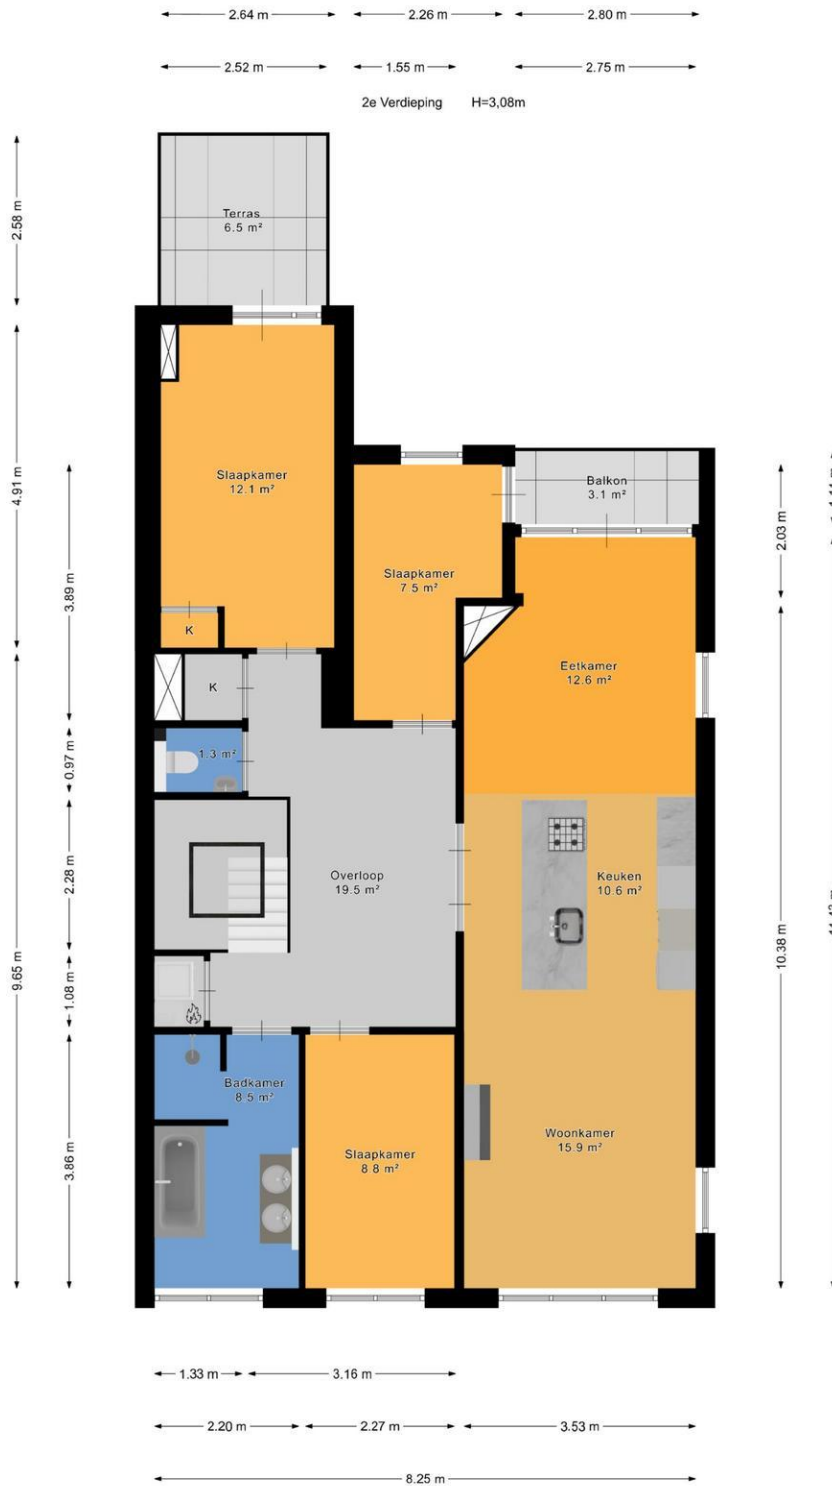 2.64 m
2.26 m
2.80 m
2.52 m
1.55 m
2.75 m
2e Verdieping H=3,08m
2.58 m
Terras
6.5 m²
4.91 m
Slaapkamer
12.1 m²
Balkon
3.1 m²
2.03 m
3.89 m
Slaapkamer
7.5 m²
K
Eetkamer
12.6 m²
K
0.97 m
1.3 m²
2.28 m
Overloop
19.5 m²
Keuken
10.6 m²
9.65 m
10.38 m
1.08 m
Badkamer
8.5 m²
Slaapkamer
8.8 m²
Woonkamer
15.9 m²
3.86 m
1.33 m
3.16 m
2.20 m
2.27 m
3.53 m
8.25 m